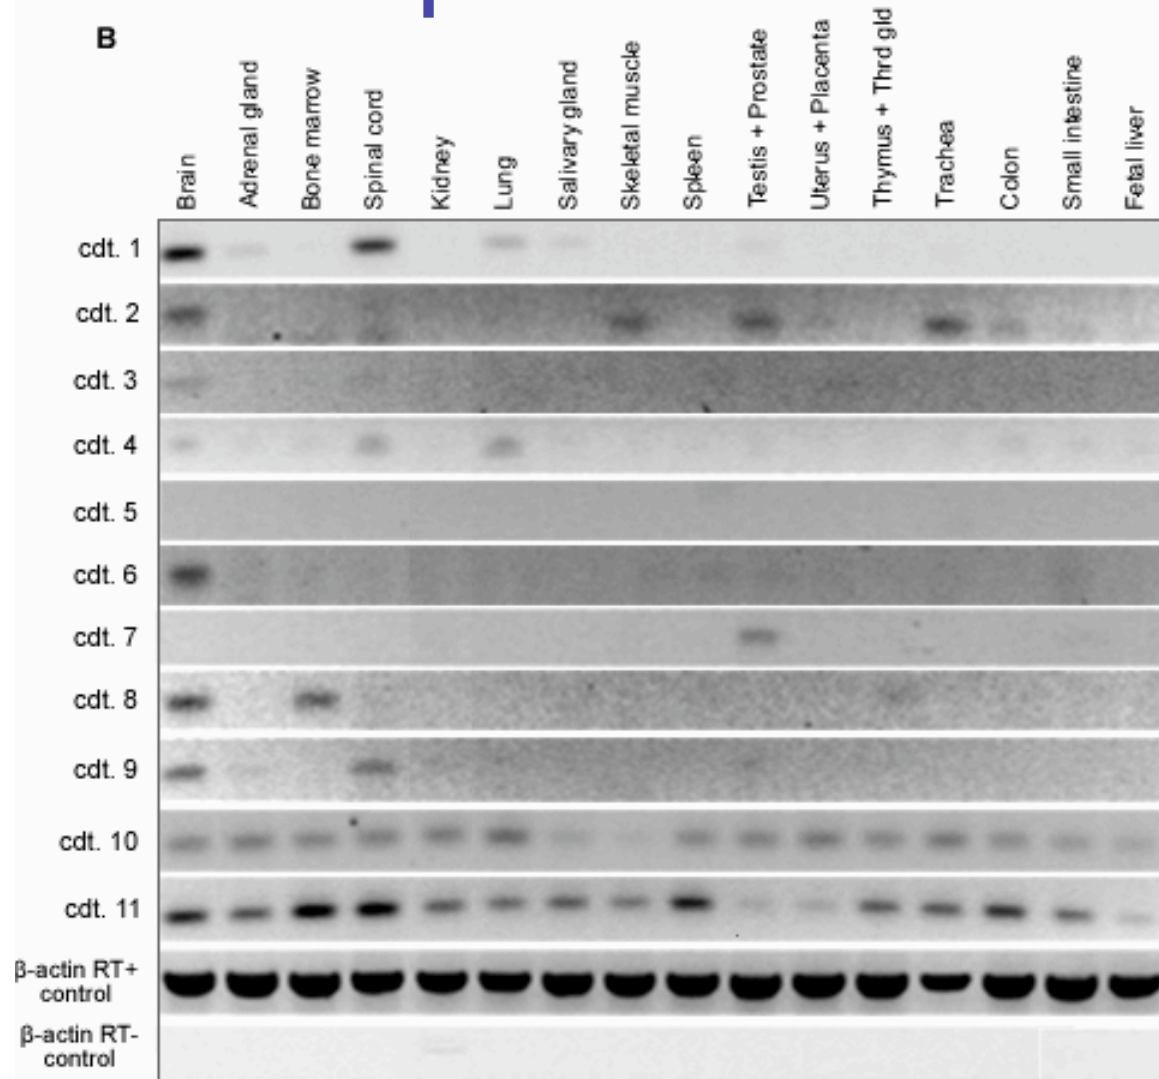 B
Brain
Adrenal gland
Bone marrow
Spinal cord
Kidney
Lung
Salivary gland
Skeletal muscle
Spleen
Testis + Prostate
Uterus + Placenta
Thymus + Thrd gld
Trachea
Colon
Small intestine
Fetal liver
cdt. 1
cdt. 2
cdt. 3
cdt. 4
cdt. 5
cdt. 6
cdt. 7
cdt. 8
cdt. 9
cdt. 10
cdt. 11
β-actin RT+
control
β-actin RT-
control